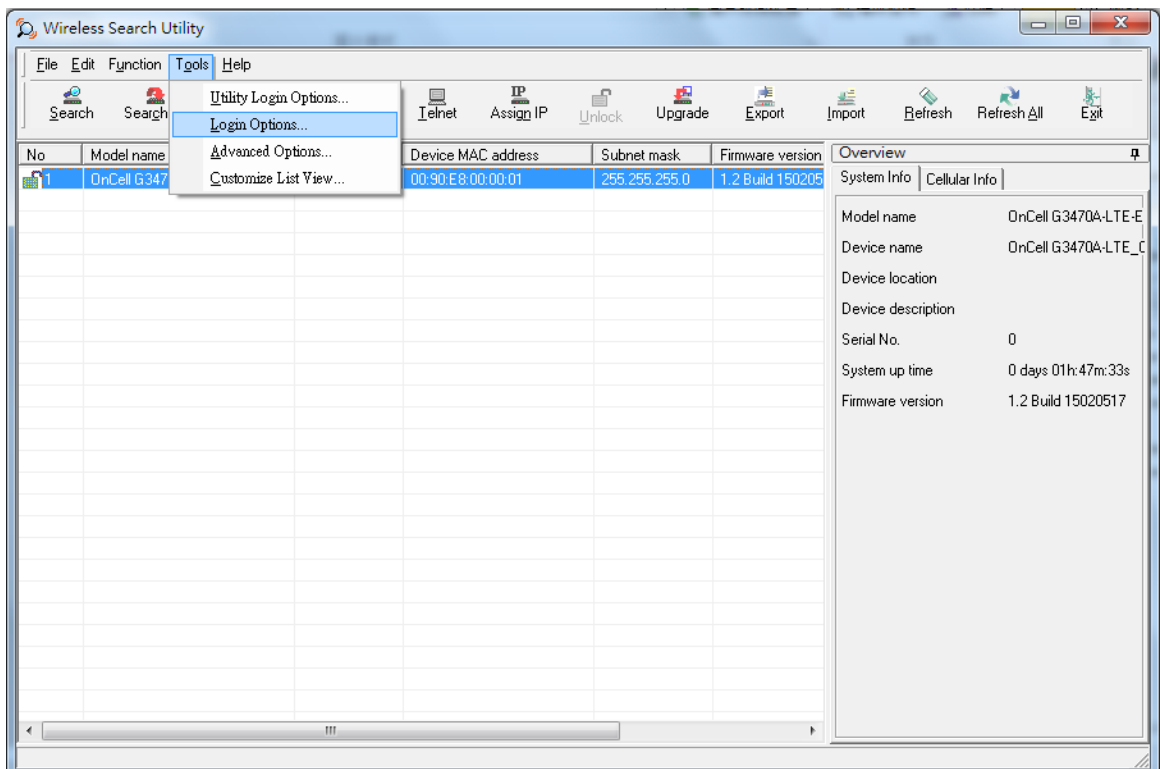 Wireless Search Utility
File Edit Function Tools Help
Search Search Telnet Assign IP Unlock Upgrade Export Import Refresh Refresh All Exit
Utility Login Options...
Login Options...
Advanced Options...
Customize List View...
No Model name Device MAC address Subnet mask Firmware version
1 OnCell G347 00:90:E8:00:00:01 255.255.255.0 1.2 Build 150205
Overview
System Info Cellular Info
Model name OnCell G3470A-LTE-E
Device name OnCell G3470A-LTE_0
Device location
Device description
Serial No. 0
System up time 0 days 01h:47m:33s
Firmware version 1.2 Build 15020517